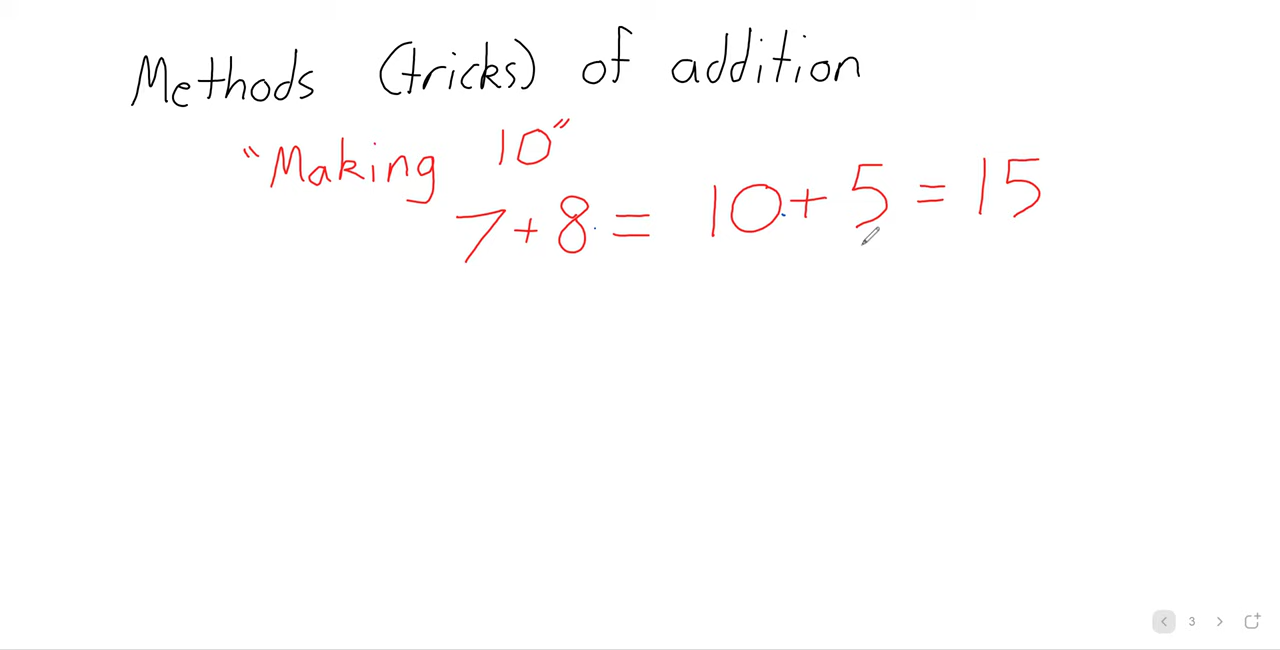 Methods (tricks) of addition
"Making 10"
7 + 8 = 10 + 5 = 15
3